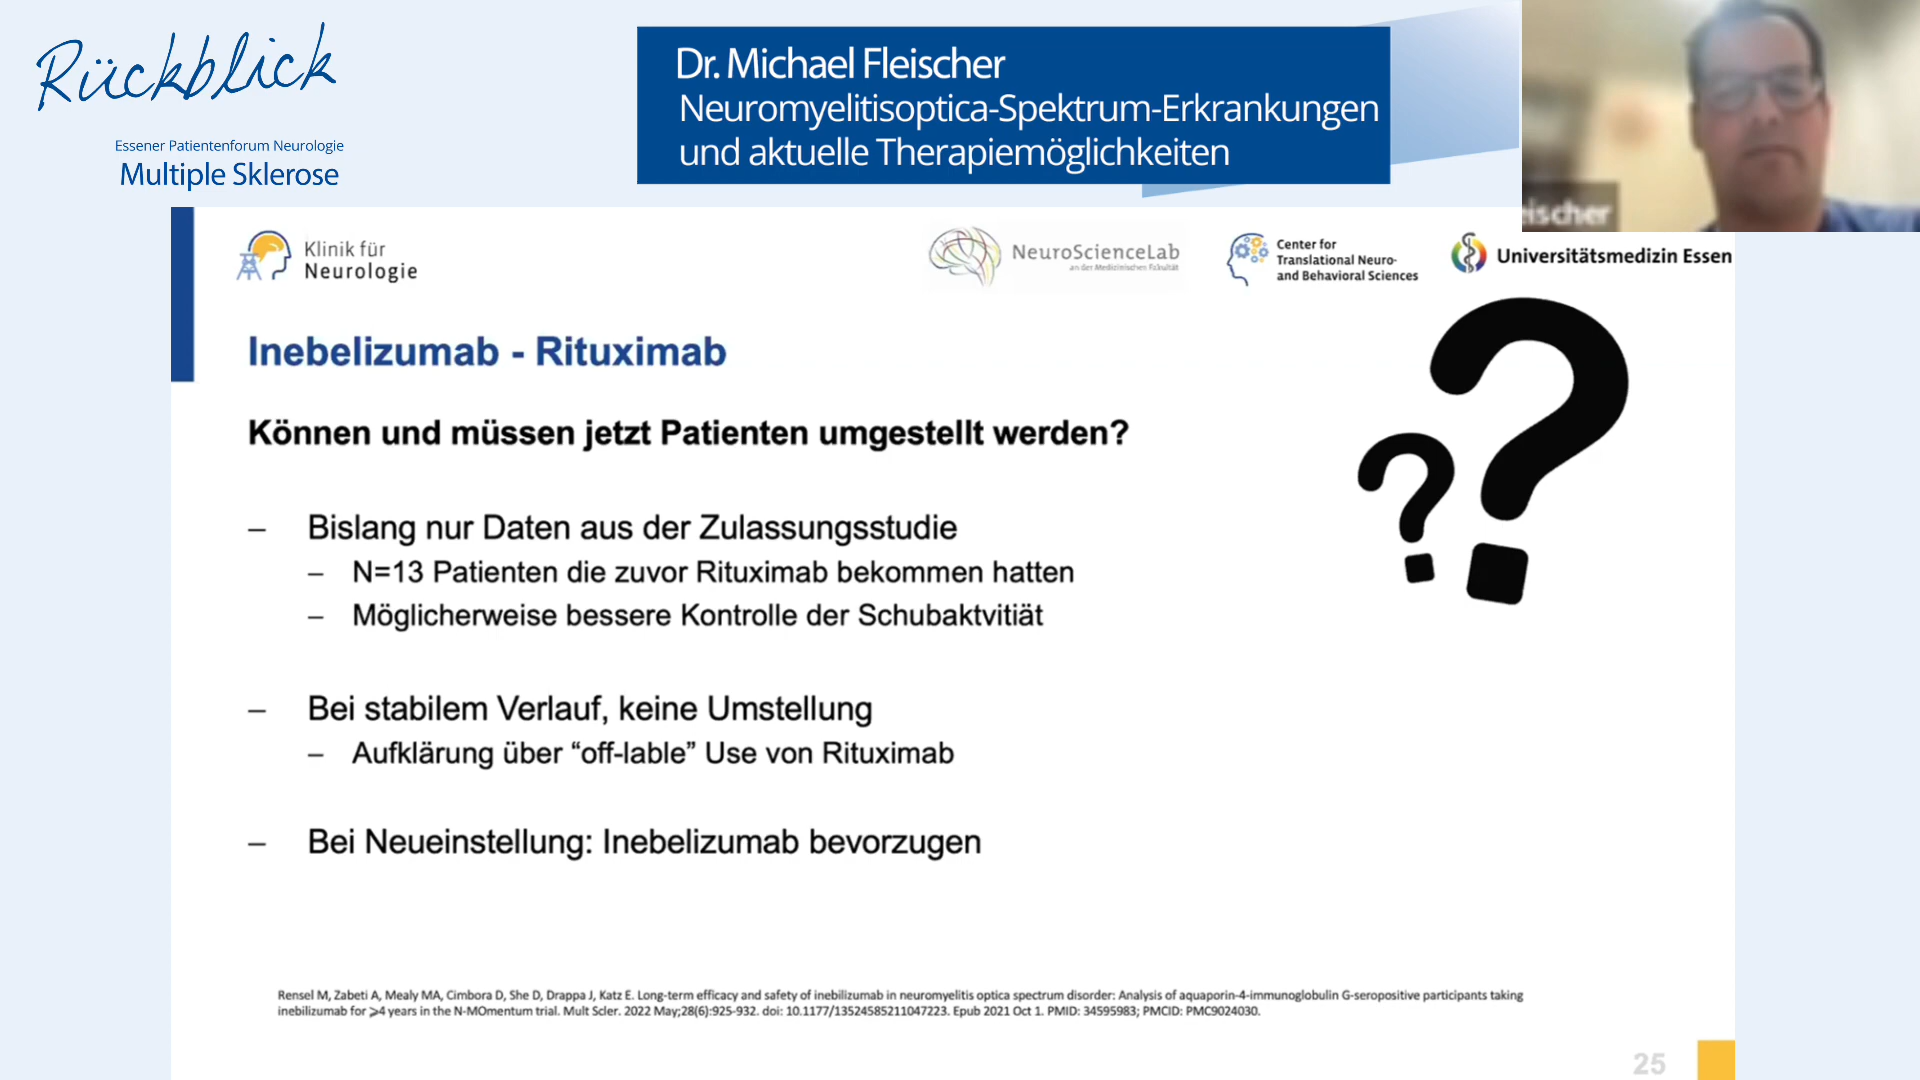 Rückblick
Essener Patientenforum Neurologie
Multiple Sklerose
Dr. Michael Fleischer
Neuromyelitisoptica-Spektrum-Erkrankungen
und aktuelle Therapiemöglichkeiten
ischer
Klinik für
Neurologie
NeuroScienceLab
an der Medizinischen Fakultät
Center for
Translational Neuro-
and Behavioral Sciences
Universitätsmedizin Essen
Inebelizumab - Rituximab
Können und müssen jetzt Patienten umgestellt werden?
??
– Bislang nur Daten aus der Zulassungsstudie
– N=13 Patienten die zuvor Rituximab bekommen hatten
– Möglicherweise bessere Kontrolle der Schubaktvitiät
– Bei stabilem Verlauf, keine Umstellung
– Aufklärung über “off-lable” Use von Rituximab
– Bei Neueinstellung: Inebelizumab bevorzugen
Rensel M, Zabeti A, Mealy MA, Cimbora D, She D, Drappa J, Katz E. Long-term efficacy and safety of inebilizumab in neuromyelitis optica spectrum disorder: Analysis of aquaporin-4-immunoglobulin G-seropositive participants taking
inebilizumab for ⩾4 years in the N-MOmentum trial. Mult Scler. 2022 May;28(6):925-932. doi: 10.1177/13524585211047223. Epub 2021 Oct 1. PMID: 34595983; PMCID: PMC9024030.
25